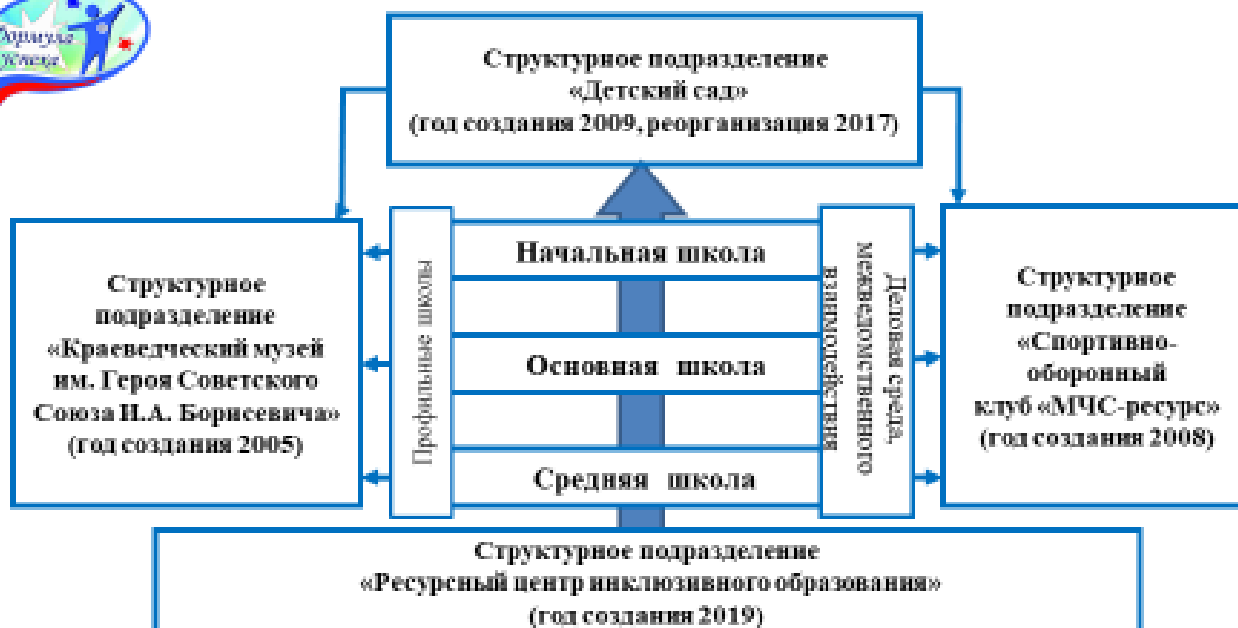 Формула
успеха
Структурное подразделение
«Детский сад»
(год создания 2009, реорганизация 2017)
Структурное
подразделение
«Краеведческий музей
им. Героя Советского
Союза И.А. Борисевича»
(год создания 2005)
Профильные школы
Начальная школа
Основная школа
Средняя школа
Деловая среда,
межведомственного
взаимодействия
Структурное
подразделение
«Спортивно-
оборонный
клуб «МЧС-ресурс»
(год создания 2008)
Структурное подразделение
«Ресурсный центр инклюзивного образования»
(год создания 2019)